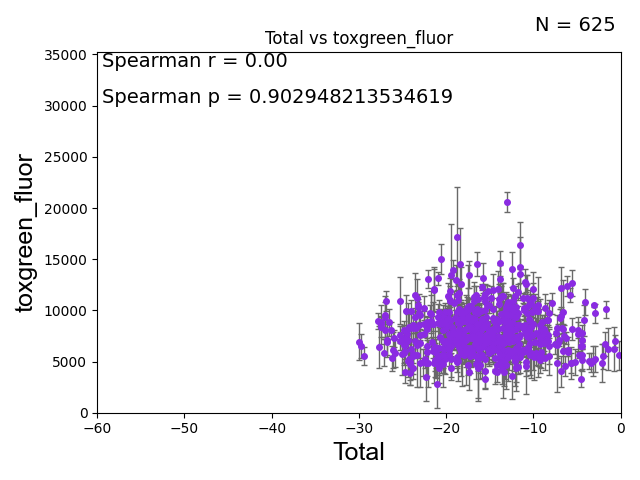 N = 625
Total vs toxgreen_fluor
Spearman r = 0.00
Spearman p = 0.902948213534619
toxgreen_fluor
35000
30000
25000
20000
15000
10000
5000
0
−60
−50
−40
−30
−20
−10
0
Total